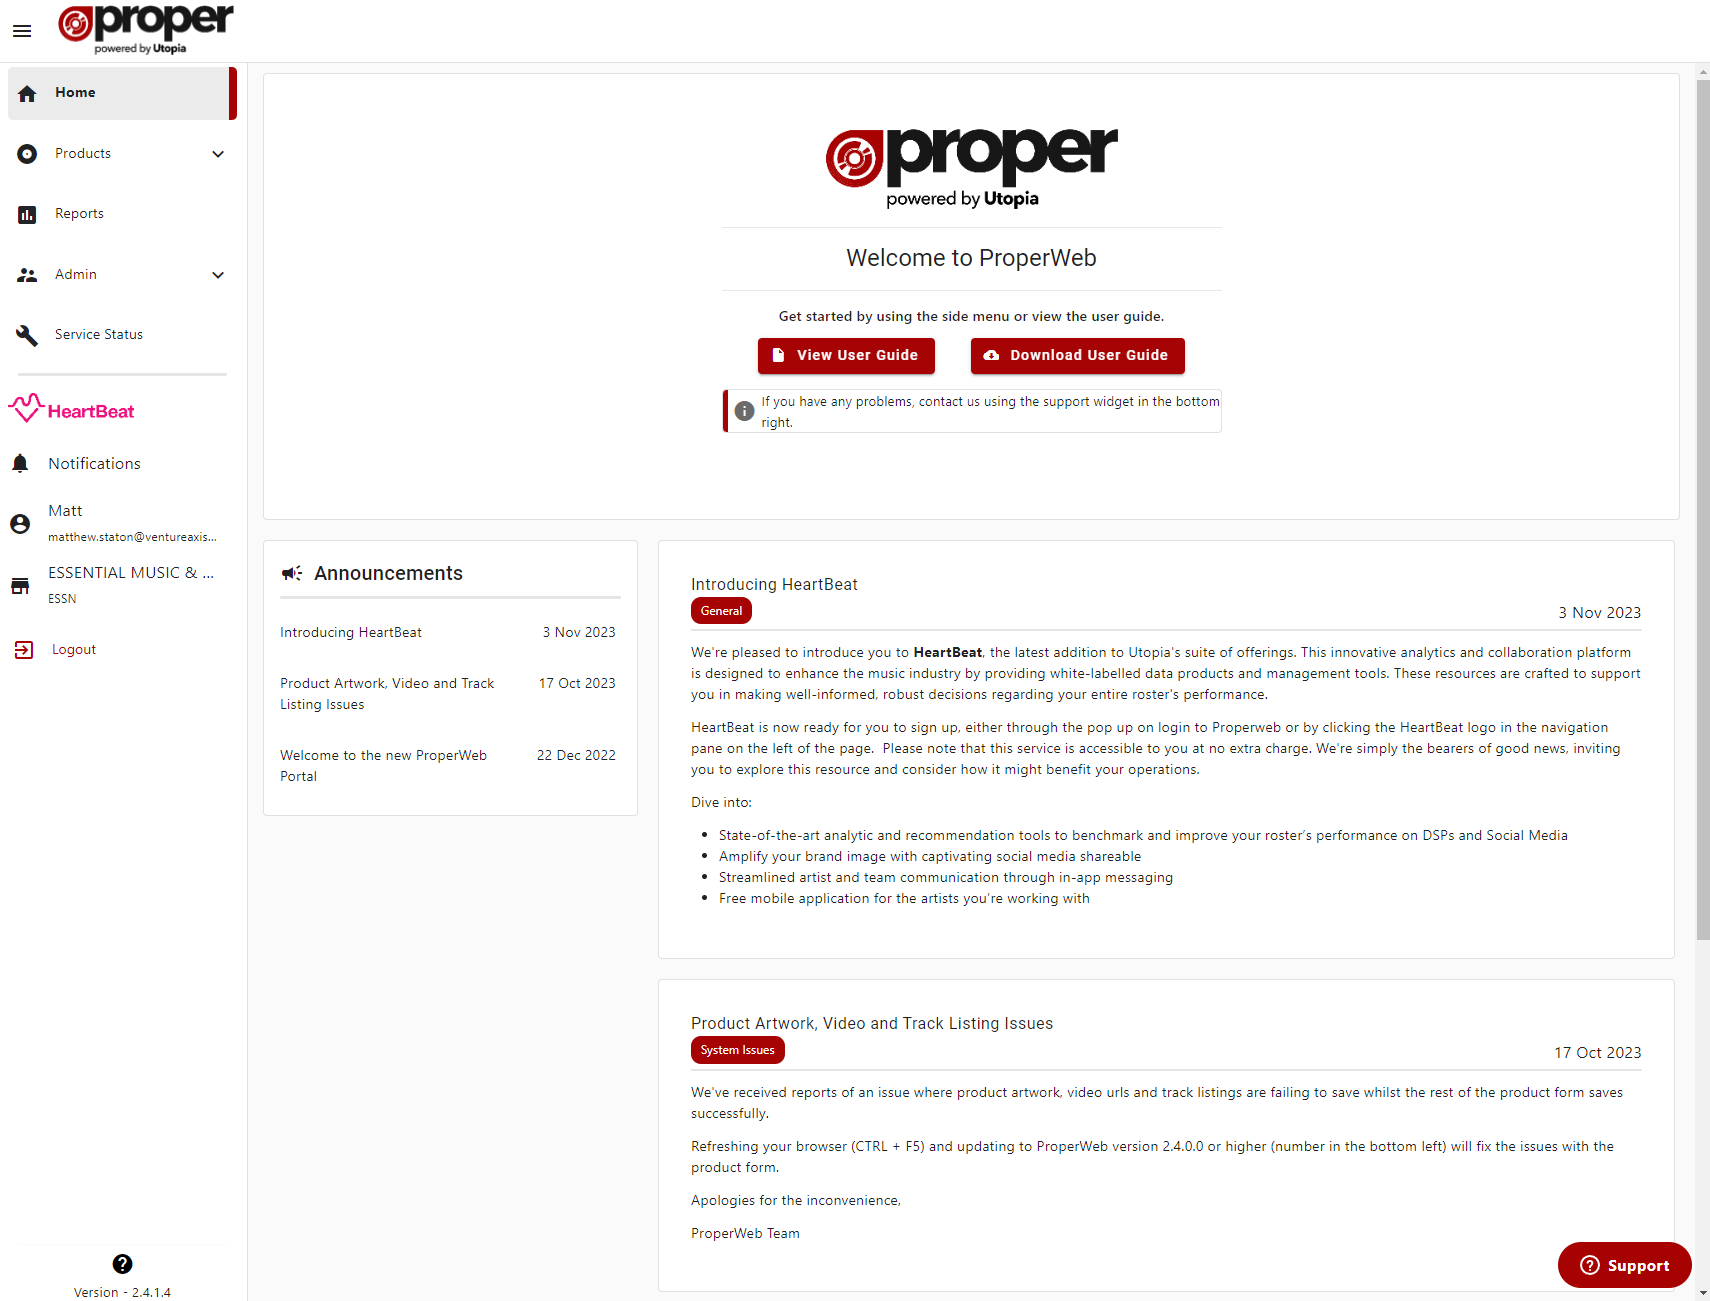 proper
powered by Utopia
Home
Products
Reports
Admin
Service Status
HeartBeat
Notifications
Matt
matthew.staton@ventureaxis...
ESSENTIAL MUSIC & ...
ESSN
Logout
Version - 2.4.1.4
proper
powered by Utopia
Welcome to ProperWeb
Get started by using the side menu or view the user guide.
View User Guide
Download User Guide
If you have any problems, contact us using the support widget in the bottom
right.
Announcements
Introducing HeartBeat 3 Nov 2023
Product Artwork, Video and Track 17 Oct 2023
Listing Issues
Welcome to the new ProperWeb 22 Dec 2022
Portal
Introducing HeartBeat
General
3 Nov 2023
We're pleased to introduce you to HeartBeat, the latest addition to Utopia's suite of offerings. This innovative analytics and collaboration platform
is designed to enhance the music industry by providing white-labelled data products and management tools. These resources are crafted to support
you in making well-informed, robust decisions regarding your entire roster's performance.
HeartBeat is now ready for you to sign up, either through the pop up on login to Properweb or by clicking the HeartBeat logo in the navigation
pane on the left of the page.  Please note that this service is accessible to you at no extra charge. We're simply the bearers of good news, inviting
you to explore this resource and consider how it might benefit your operations.
Dive into:
• State-of-the-art analytic and recommendation tools to benchmark and improve your roster's performance on DSPs and Social Media
• Amplify your brand image with captivating social media shareable
• Streamlined artist and team communication through in-app messaging
• Free mobile application for the artists you're working with
Product Artwork, Video and Track Listing Issues
System Issues
17 Oct 2023
We've received reports of an issue where product artwork, video urls and track listings are failing to save whilst the rest of the product form saves
successfully.
Refreshing your browser (CTRL + F5) and updating to ProperWeb version 2.4.0.0 or higher (number in the bottom left) will fix the issues with the
product form.
Apologies for the inconvenience,
ProperWeb Team
Support